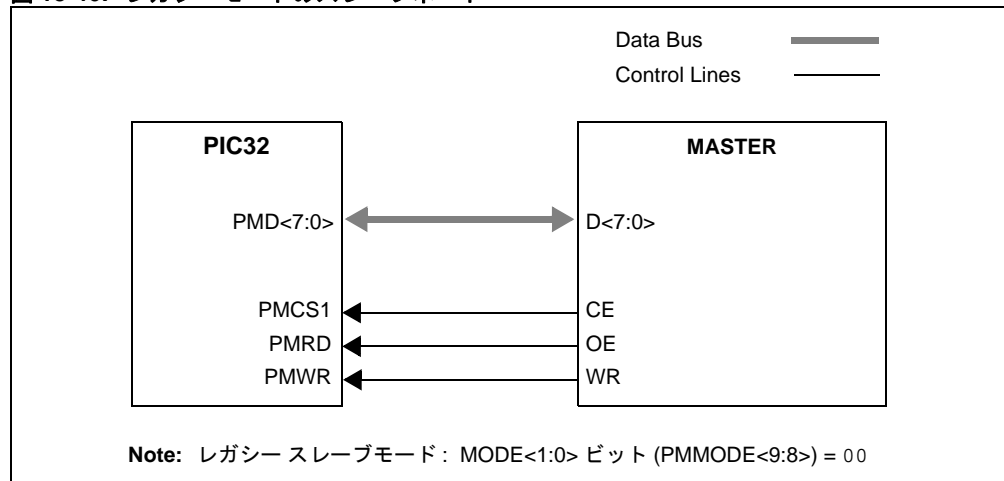 Data Bus
Control Lines
PIC32
MASTER
PMD<7:0>
D<7:0>
PMCS1
CE
PMRD
OE
PMWR
WR
Note: レガシー スレーブモード : MODE<1:0> ビット (PMMODE<9:8>) = 00